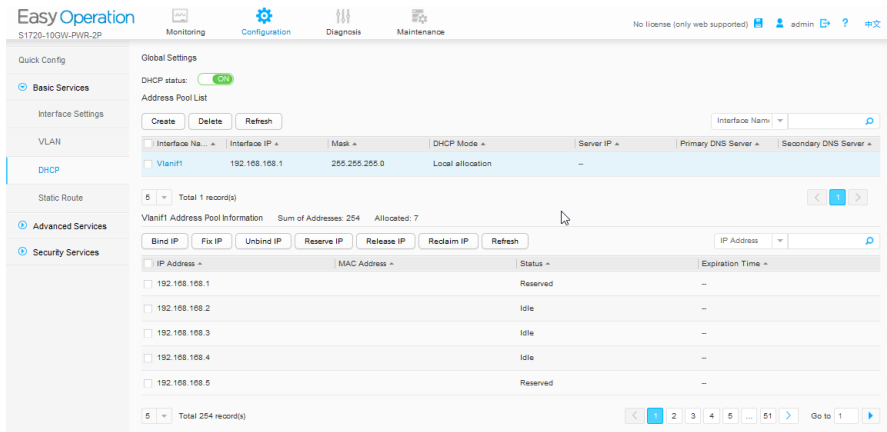 Easy Operation
S1720-10GW-PWR-2P
Monitoring
Configuration
Diagnosis
Maintenance
No license (only web supported)
admin
?
中文
Quick Config
Basic Services
Interface Settings
VLAN
DHCP
Static Route
Advanced Services
Security Services
Global Settings
DHCP status: ON
Address Pool List
Create Delete Refresh Interface Name
Interface Na... Interface IP Mask DHCP Mode Server IP Primary DNS Server Secondary DNS Server
Vlanif1 192.168.168.1 255.255.255.0 Local allocation --
5 Total 1 record(s) < 1 >
Vlanif1 Address Pool Information Sum of Addresses: 254 Allocated: 7
Bind IP Fix IP Unbind IP Reserve IP Release IP Reclaim IP Refresh IP Address
IP Address MAC Address Status Expiration Time
192.168.168.1 Reserved --
192.168.168.2 Idle --
192.168.168.3 Idle --
192.168.168.4 Idle --
192.168.168.5 Reserved --
5 Total 254 record(s) < 1 2 3 4 5 ... 51 > Go to 1